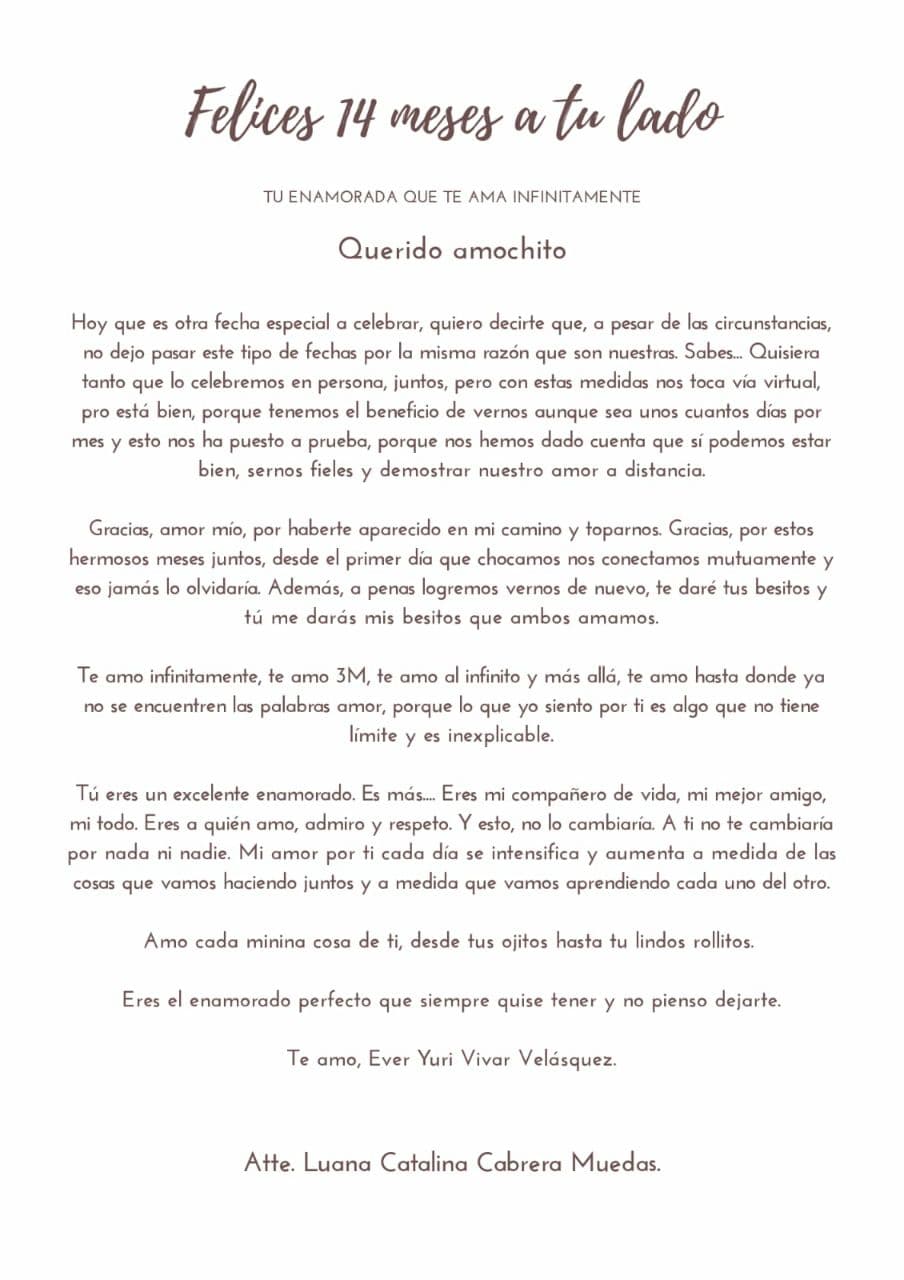 Felices 14 meses a tu lado
TU ENAMORADA QUE TE AMA INFINITAMENTE
Querido amochito
Hoy que es otra fecha especial a celebrar, quiero decirte que, a pesar de las circunstancias,
no dejo pasar este tipo de fechas por la misma razón que son nuestras. Sabes... Quisiera
tanto que lo celebremos en persona, juntos, pero con estas medidas nos toca vía virtual,
pro está bien, porque tenemos el beneficio de vernos aunque sea unos cuantos días por
mes y esto nos ha puesto a prueba, porque nos hemos dado cuenta que sí podemos estar
bien, sernos fieles y demostrar nuestro amor a distancia.
Gracias, amor mío, por haberte aparecido en mi camino y toparnos. Gracias, por estos
hermosos meses juntos, desde el primer día que chocamos nos conectamos mutuamente y
eso jamás lo olvidaría. Además, a penas logremos vernos de nuevo, te daré tus besitos y
tú me darás mis besitos que ambos amamos.
Te amo infinitamente, te amo 3M, te amo al infinito y más allá, te amo hasta donde ya
no se encuentren las palabras amor, porque lo que yo siento por ti es algo que no tiene
límite y es inexplicable.
Tú eres un excelente enamorado. Es más.... Eres mi compañero de vida, mi mejor amigo,
mi todo. Eres a quién amo, admiro y respeto. Y esto, no lo cambiaría. A ti no te cambiaría
por nada ni nadie. Mi amor por ti cada día se intensifica y aumenta a medida de las
cosas que vamos haciendo juntos y a medida que vamos aprendiendo cada uno del otro.
Amo cada minina cosa de ti, desde tus ojitos hasta tu lindos rollitos.
Eres el enamorado perfecto que siempre quise tener y no pienso dejarte.
Te amo, Ever Yuri Vivar Velásquez.
Atte. Luana Catalina Cabrera Muedas.